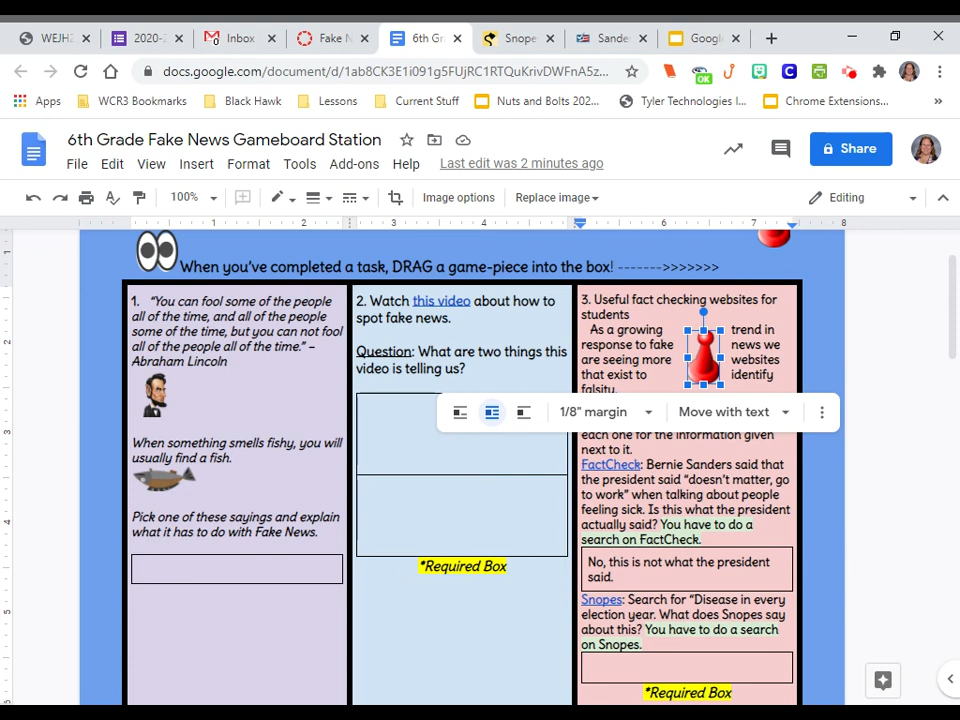 WEJH2
2020-2
Inbox
Fake N
6th Gr
Snope
Sande
Googl
docs.google.com/document/d/1ab8CK3E1i091g5FUjRC1RTQuKrivDWFnA5z...
OK
Apps
WCR3 Bookmarks
Black Hawk
Lessons
Current Stuff
Nuts and Bolts 202...
Tyler Technologies I...
Chrome Extensions...
»
6th Grade Fake News Gameboard Station
File Edit View Insert Format Tools Add-ons Help Last edit was 2 minutes ago
Share
100%
Image options
Replace image
Editing
1 2 3 4 5 6 7 8
When you've completed a task, DRAG a game-piece into the box! ------->>>>>>>
1. "You can fool some of the people
all of the time, and all of the people
some of the time, but you can not fool
all of the people all of the time." –
Abraham Lincoln
When something smells fishy, you will
usually find a fish.
Pick one of these sayings and explain
what it has to do with Fake News.
2. Watch this video about how to
spot fake news.
Question: What are two things this
video is telling us?
*Required Box
3. Useful fact checking websites for
students
As a growing trend in
response to fake news we
are seeing more websites
that exist to identify
falsity.
1/8" margin
Move with text
each one for the information given
next to it.
FactCheck: Bernie Sanders said that
the president said "doesn't matter, go
to work" when talking about people
feeling sick. Is this what the president
actually said? You have to do a
search on FactCheck.
No, this is not what the president
said.
Snopes: Search for "Disease in every
election year. What does Snopes say
about this? You have to do a search
on Snopes.
*Required Box